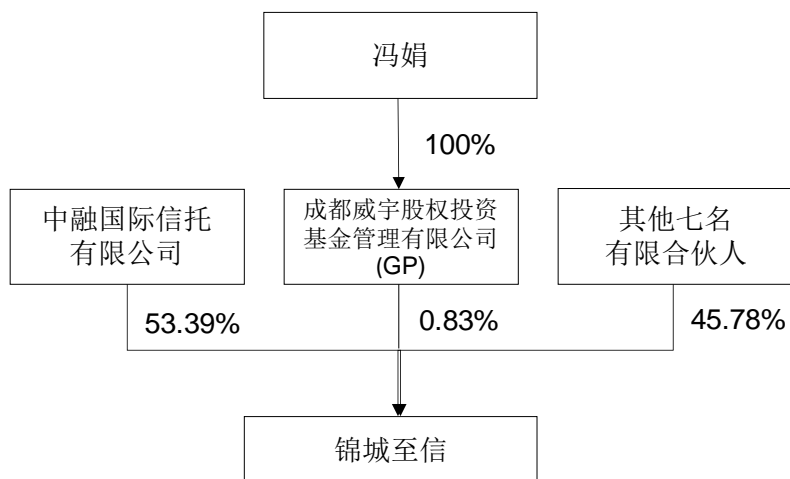 冯娟
100%
中融国际信托
有限公司
成都威宇股权投资
基金管理有限公司
(GP)
其他七名
有限合伙人
53.39%
0.83%
45.78%
锦城至信